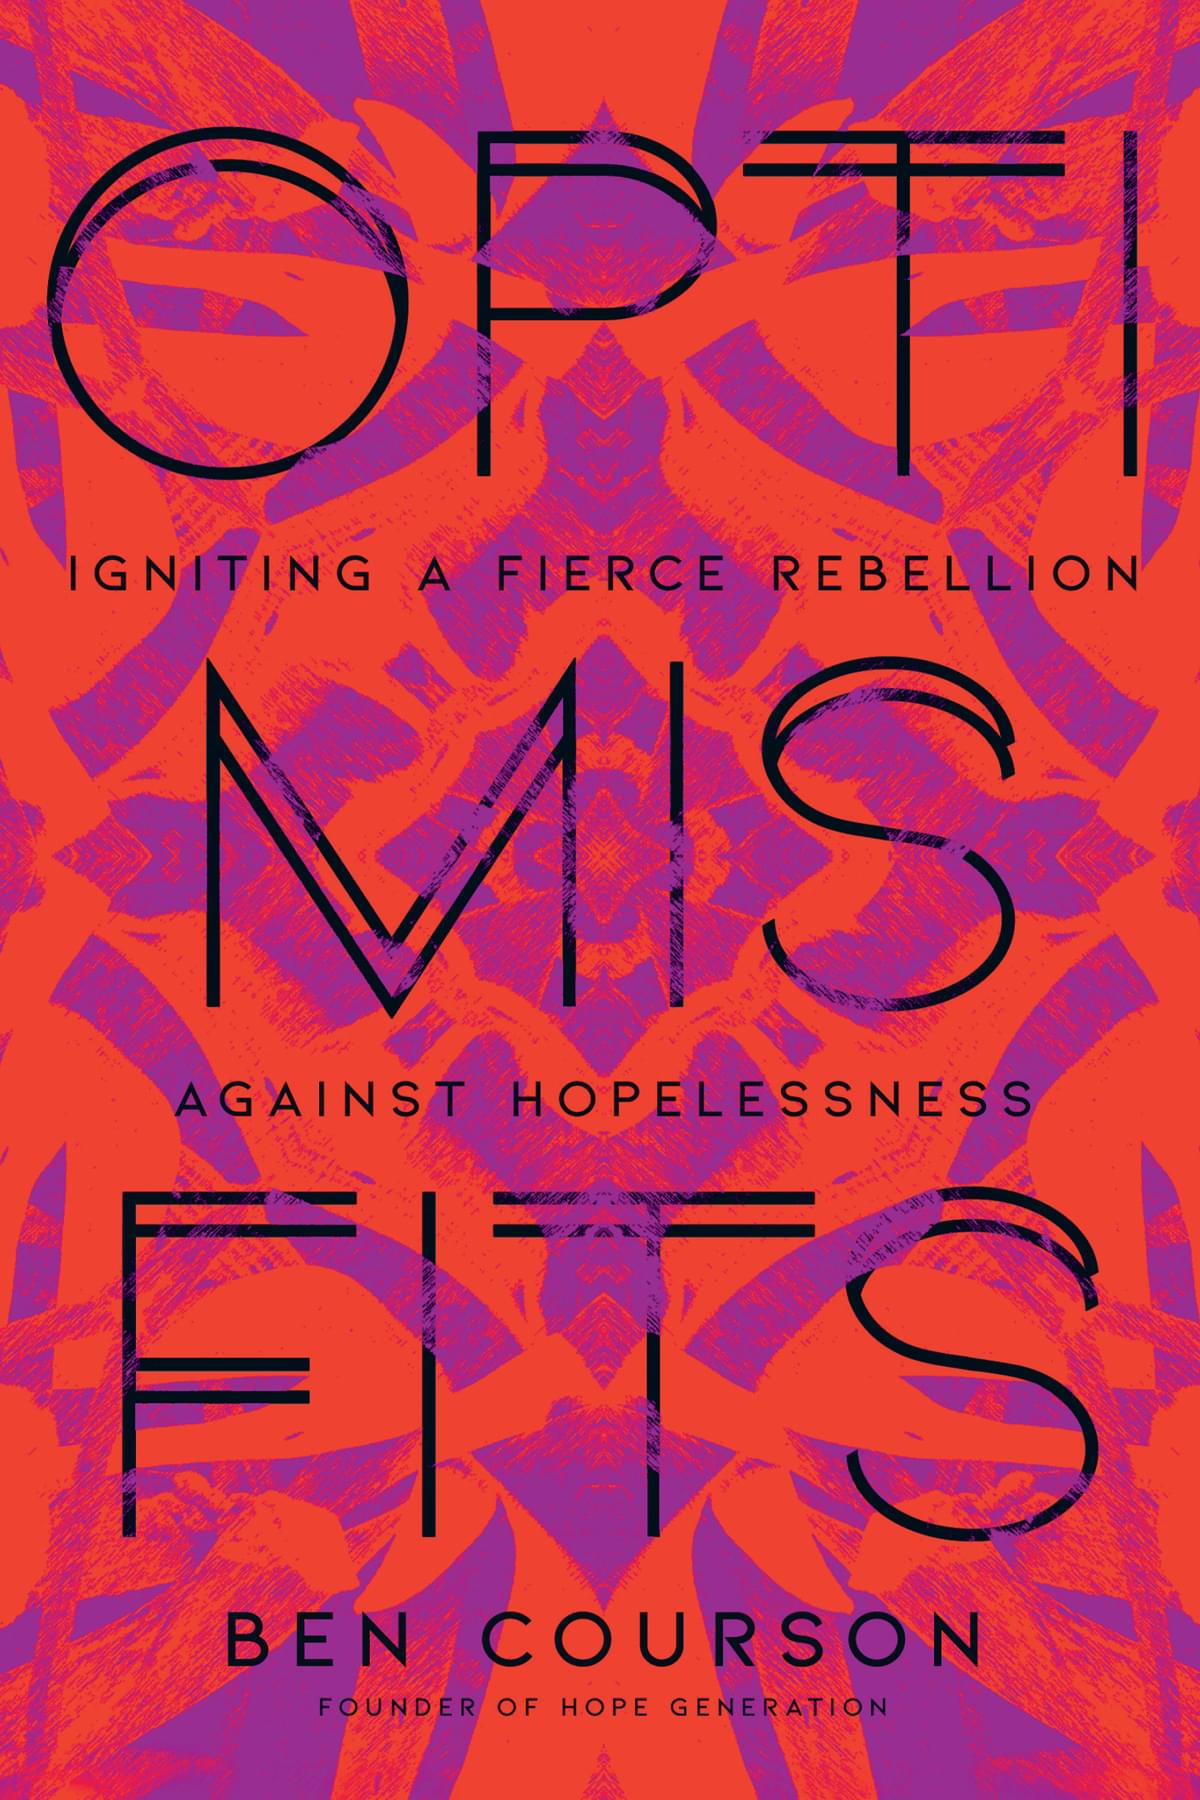 OPTI
IGNITING A FIERCE REBELLION
MIS
AGAINST HOPELESSNESS
FITS
BEN COURSON
FOUNDER OF HOPE GENERATION